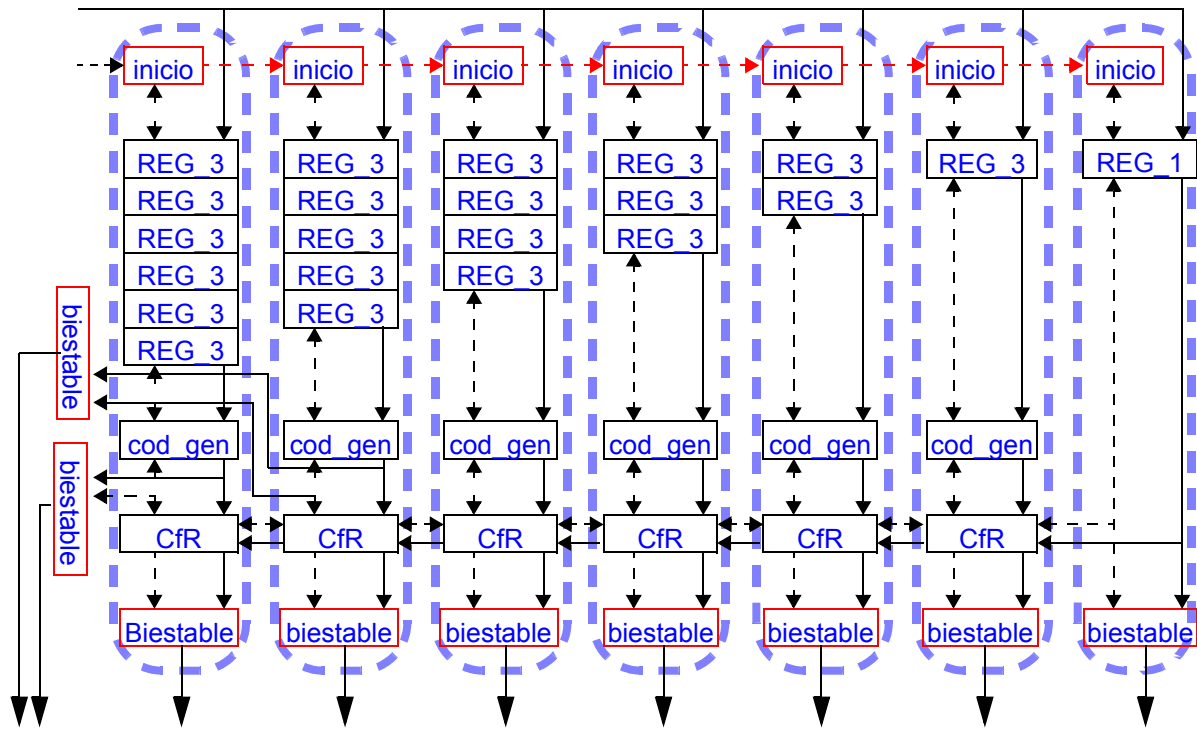 inicio inicio inicio inicio inicio inicio inicio
REG_3 REG_3 REG_3 REG_3 REG_3 REG_3 REG_1
REG_3 REG_3 REG_3 REG_3 REG_3
REG_3 REG_3 REG_3 REG_3
REG_3 REG_3 REG_3
REG_3 REG_3
REG_3
biestable
cod_gen cod_gen cod_gen cod_gen cod_gen cod_gen
biestable
CfR CfR CfR CfR CfR CfR
Biestable biestable biestable biestable biestable biestable biestable